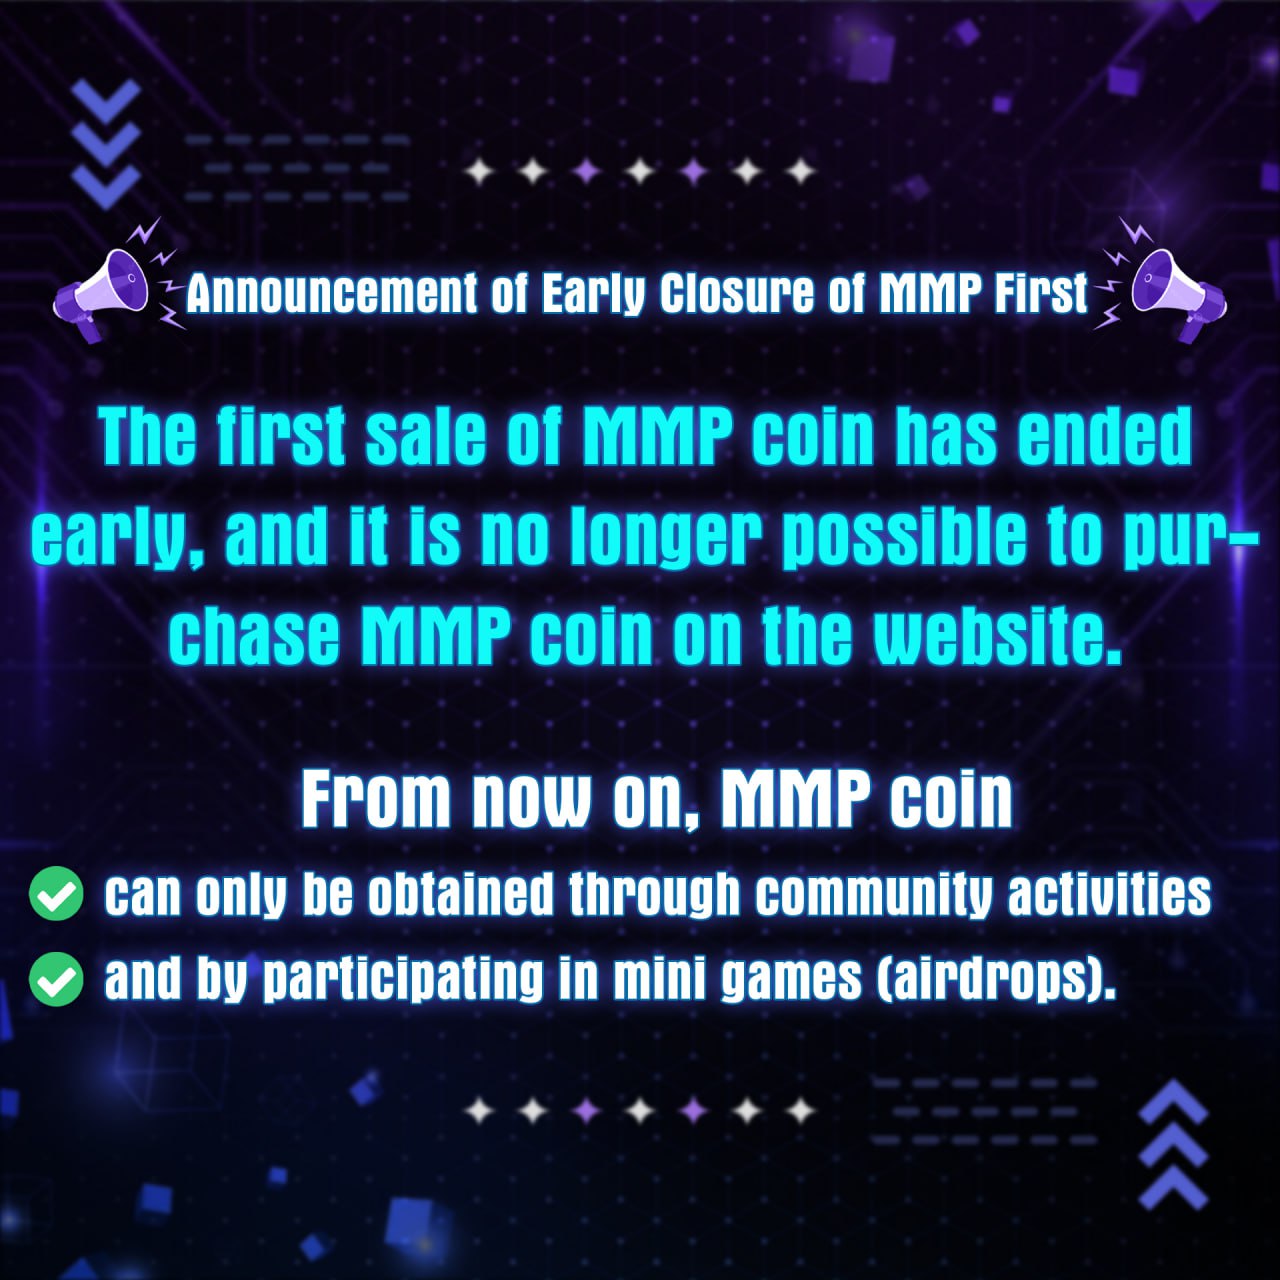 Announcement of Early Closure of MMP First
The first sale of MMP coin has ended
early, and it is no longer possible to pur-
chase MMP coin on the website.
From now on, MMP coin
can only be obtained through community activities
and by participating in mini games (airdrops).